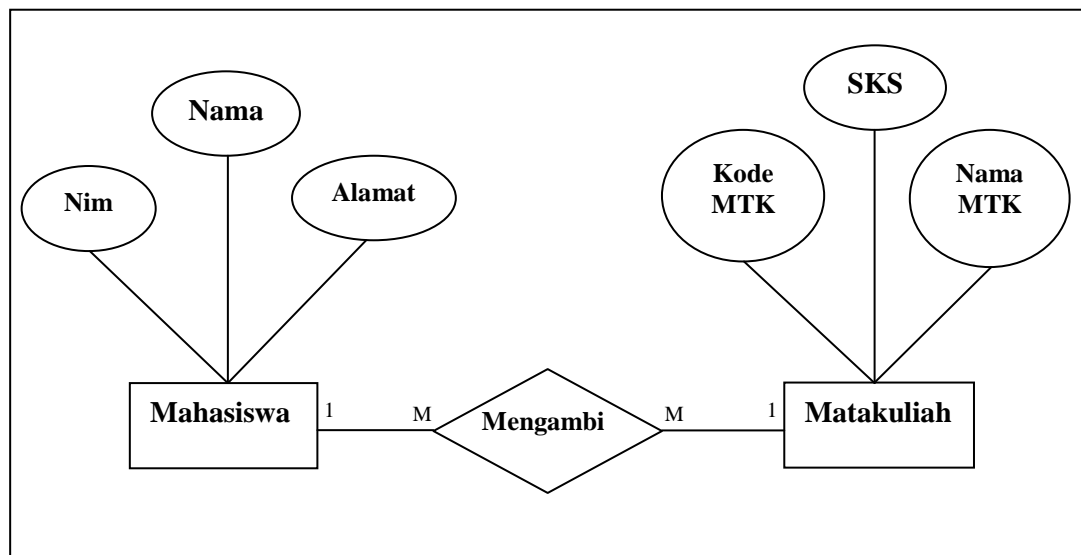 Nama
Nim
Alamat
SKS
Kode
MTK
Nama
MTK
Mahasiswa
1
M
Mengambi
M
1
Matakuliah